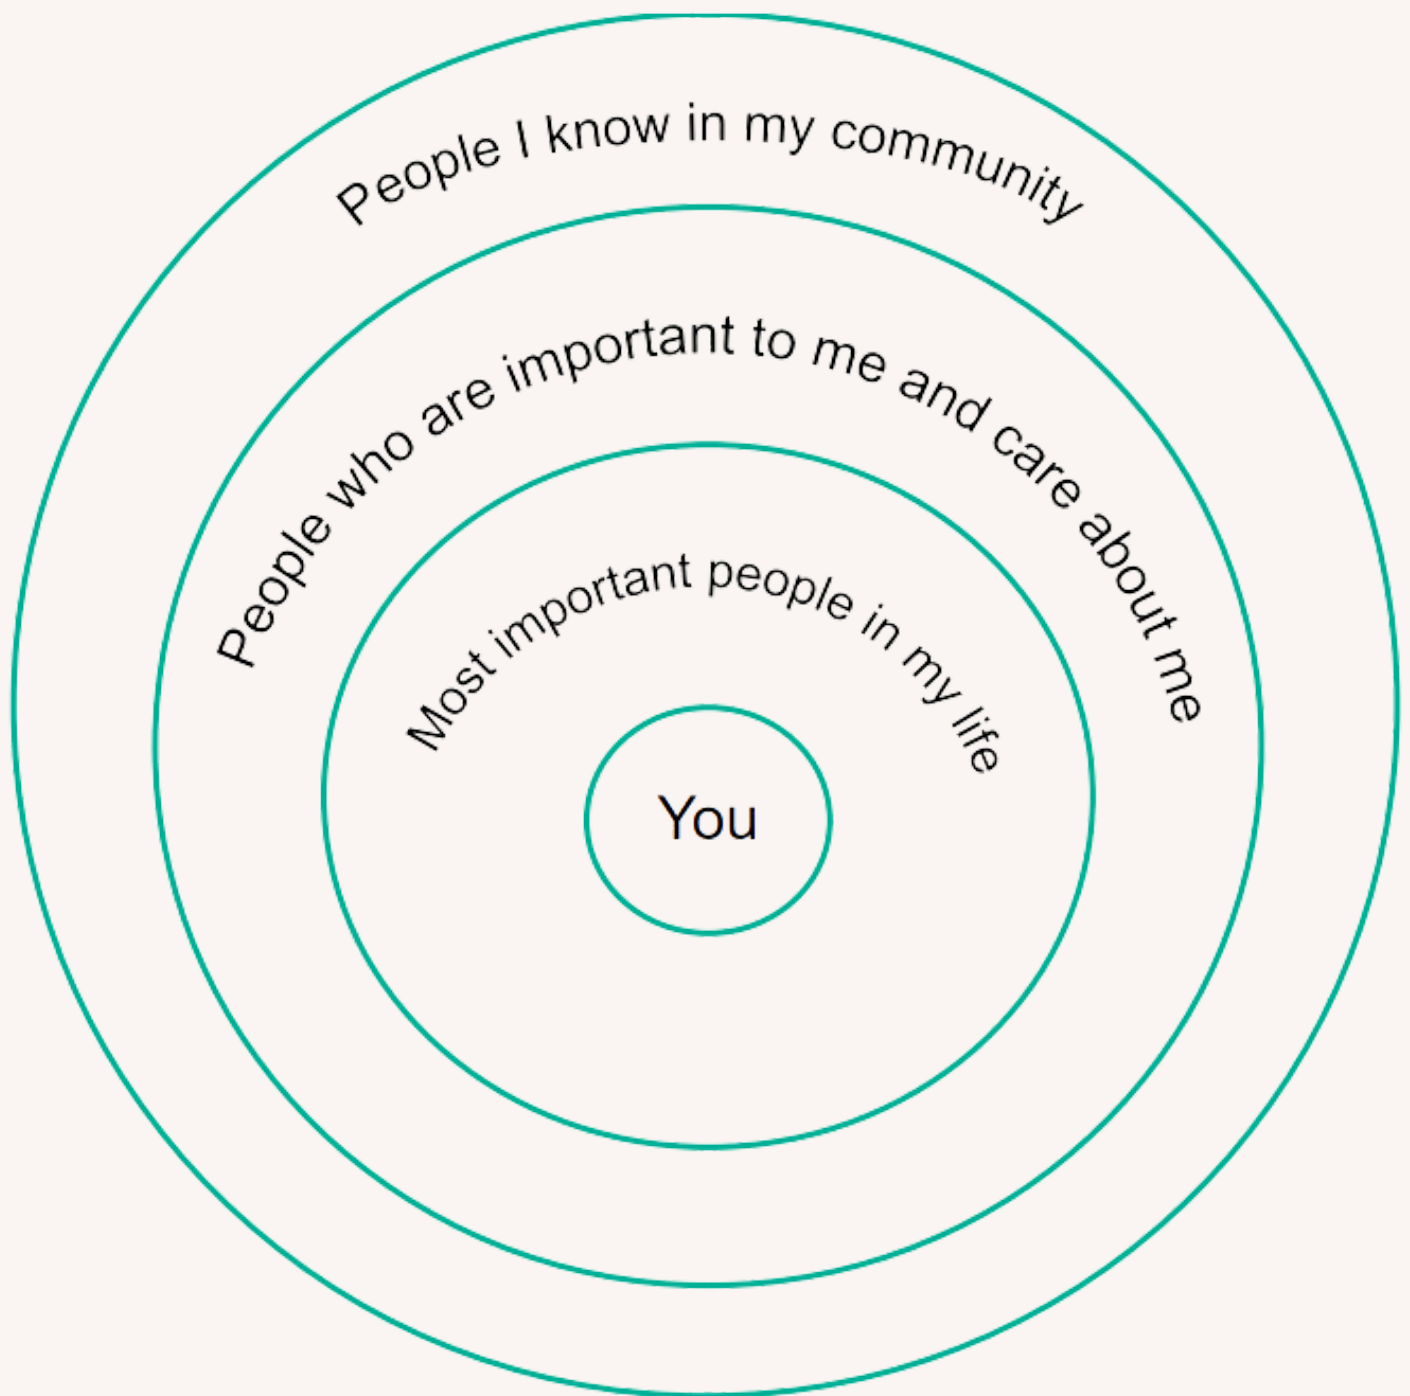 People I know in my community
People who are important to me and care about me
Most important people in my life
You